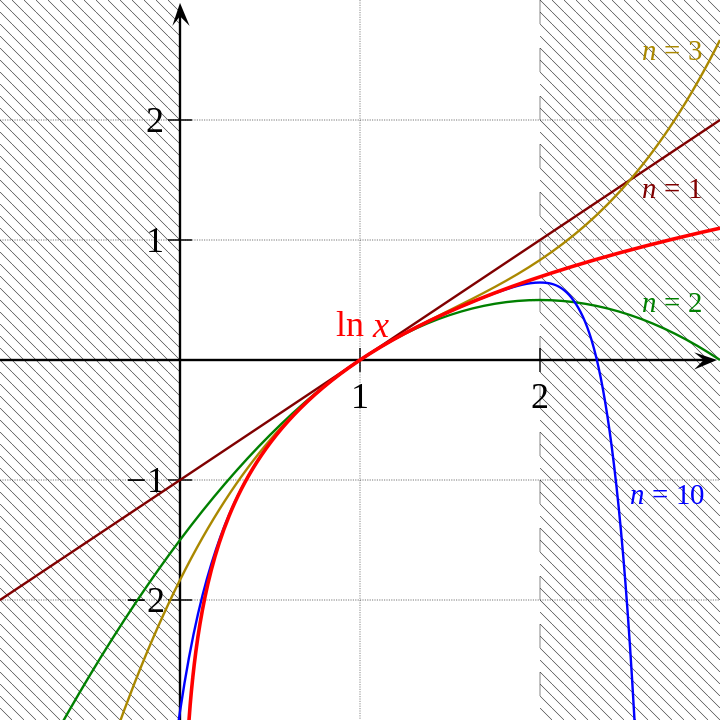 n = 3
2
n = 1
1
n = 2
ln x
1
2
−1
n = 10
−2